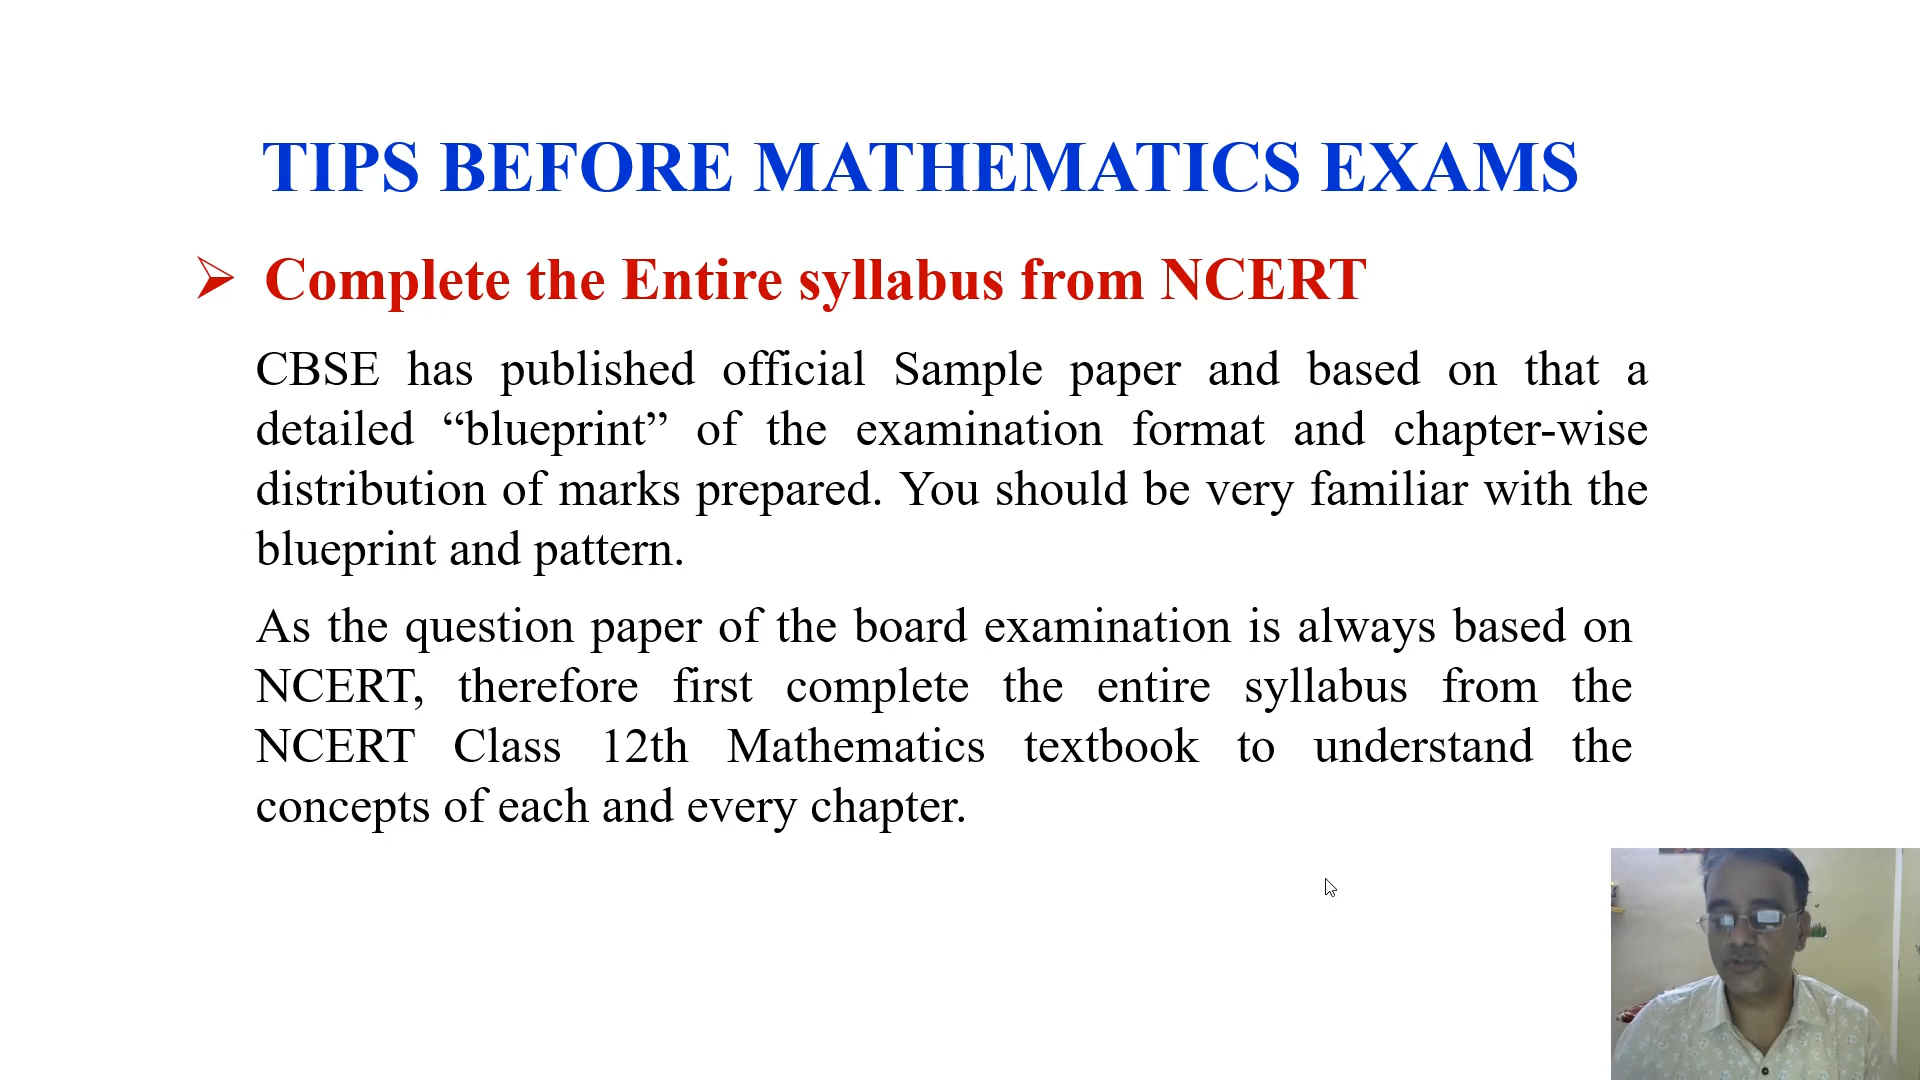 TIPS BEFORE MATHEMATICS EXAMS
➢ Complete the Entire syllabus from NCERT
CBSE has published official Sample paper and based on that a
detailed “blueprint” of the examination format and chapter-wise
distribution of marks prepared. You should be very familiar with the
blueprint and pattern.
As the question paper of the board examination is always based on
NCERT, therefore first complete the entire syllabus from the
NCERT Class 12th Mathematics textbook to understand the
concepts of each and every chapter.